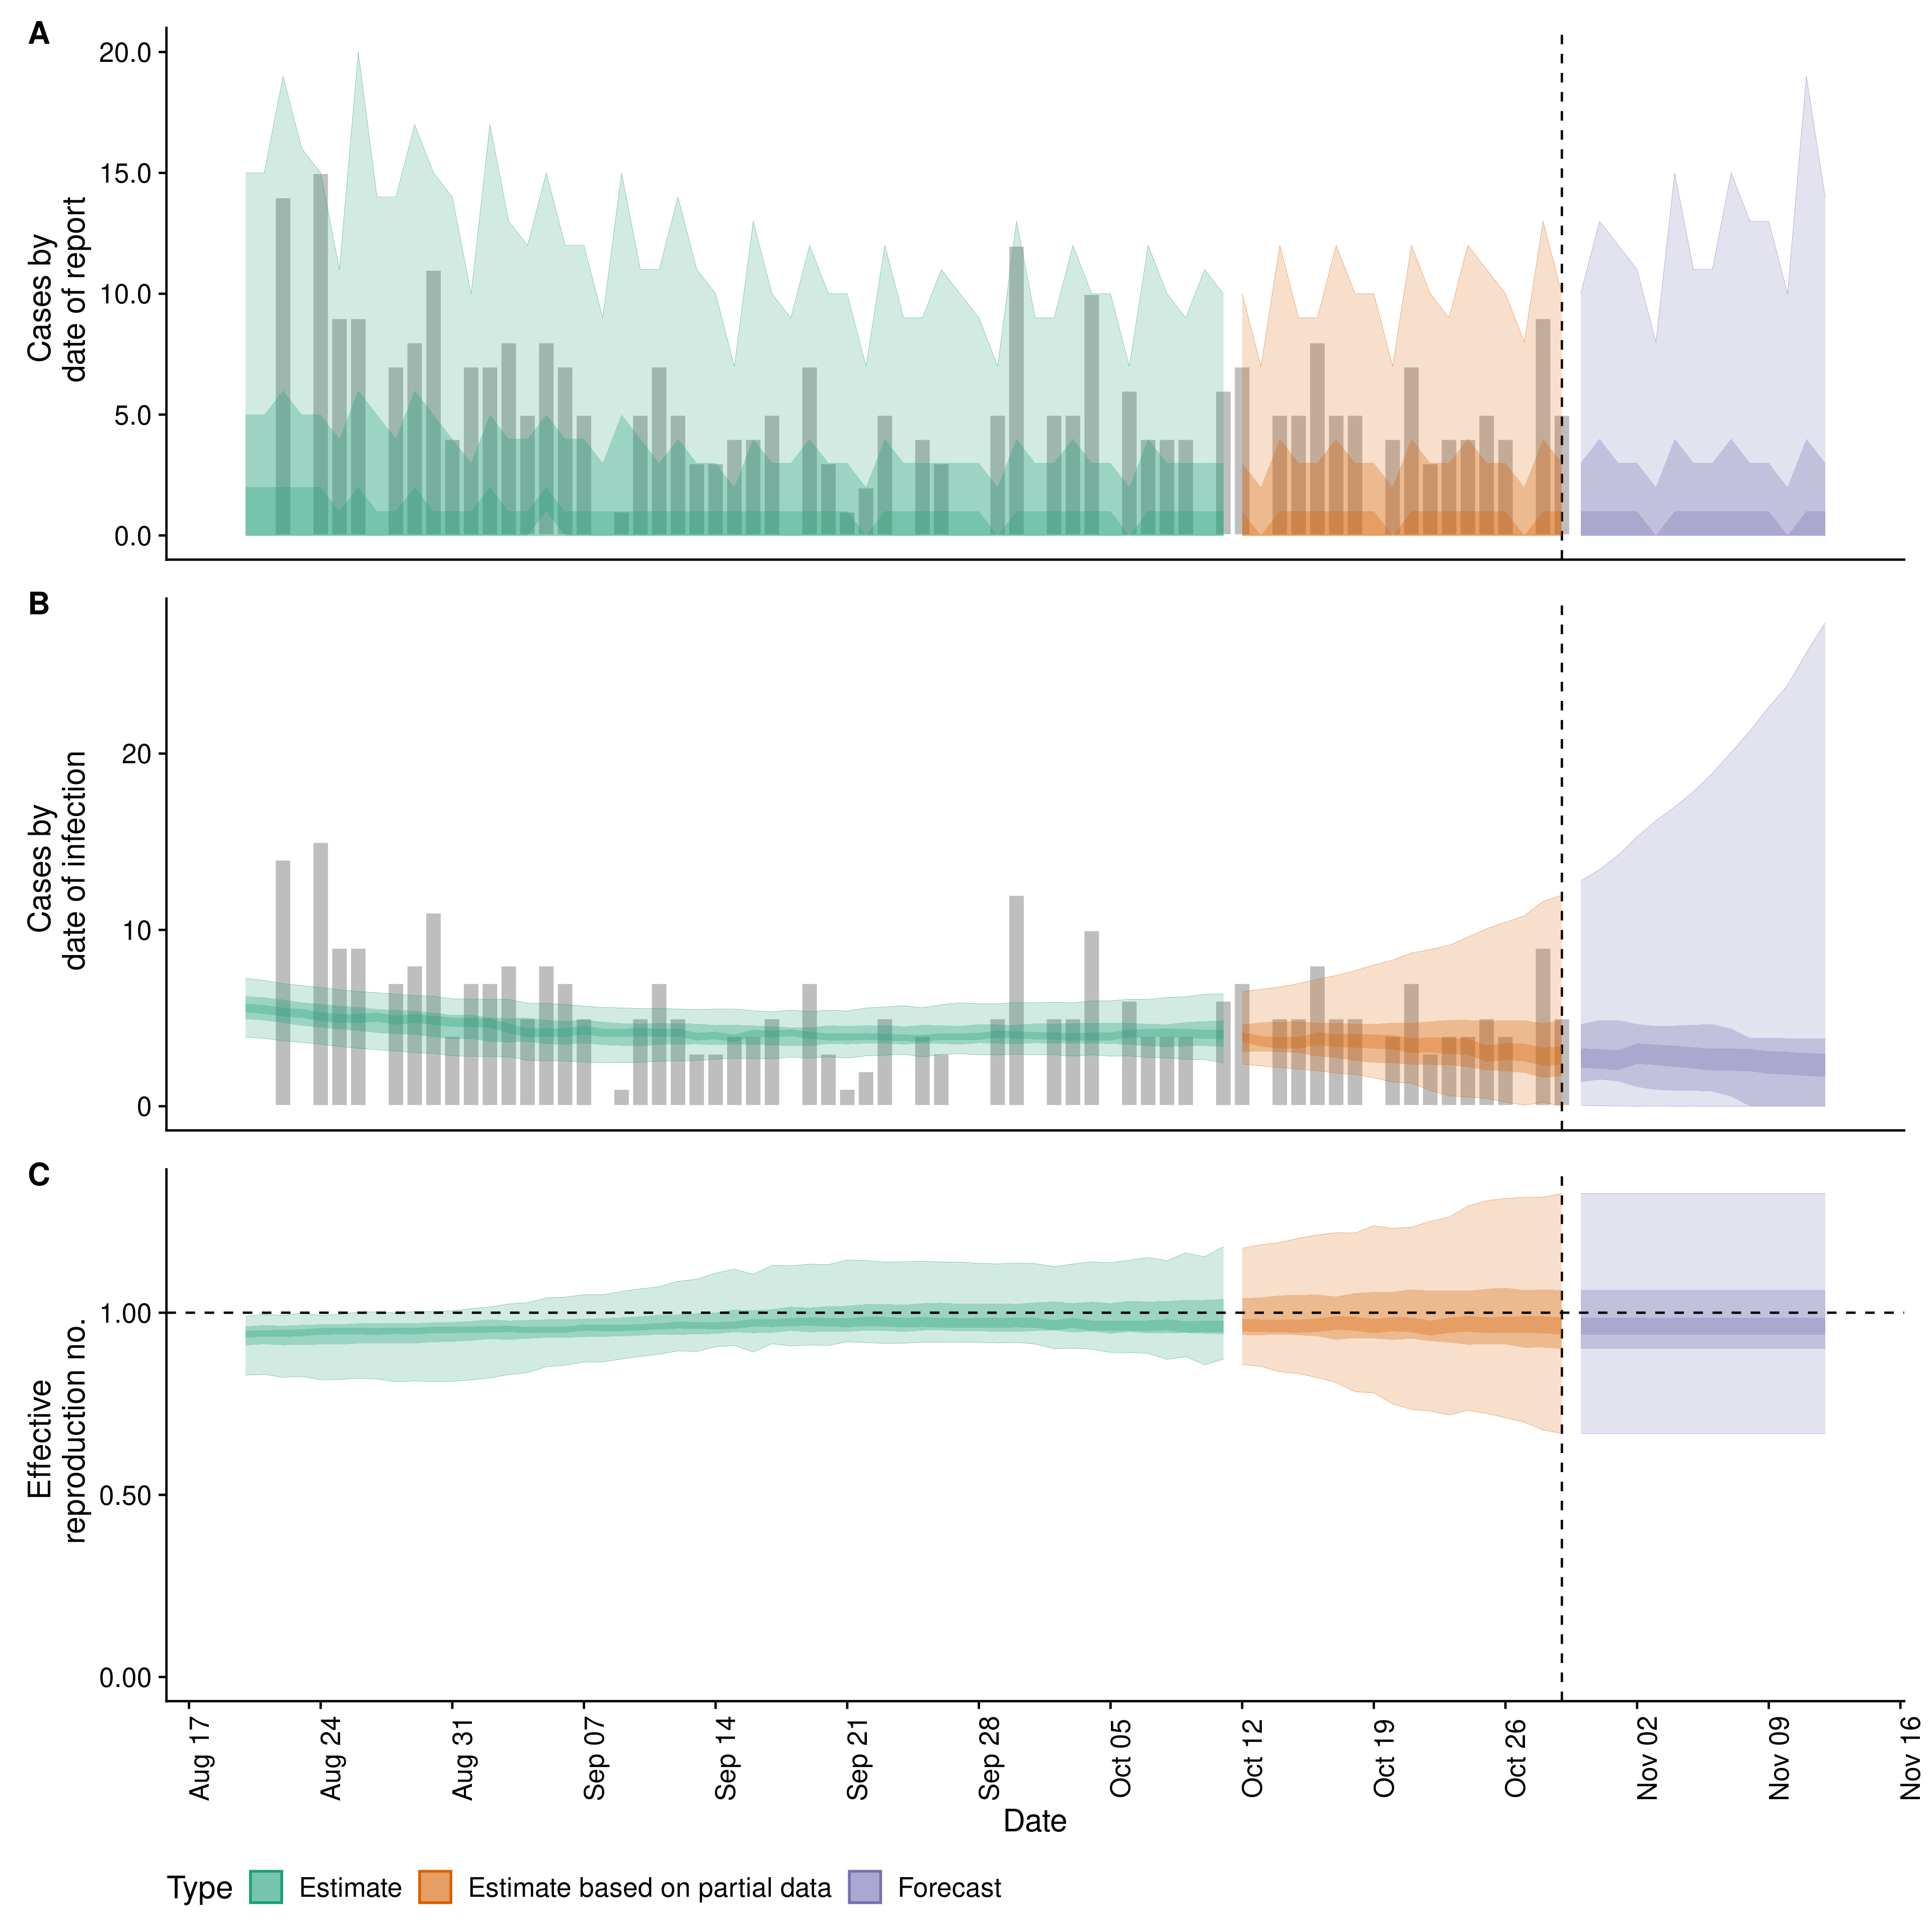 A
Cases by
date of report
20.0
15.0
10.0
5.0
0.0
B
Cases by
date of infection
20
10
0
C
Effective
reproduction no.
1.00
0.50
0.00
Aug 17
Aug 24
Aug 31
Sep 07
Sep 14
Sep 21
Sep 28
Oct 05
Oct 12
Oct 19
Oct 26
Nov 02
Nov 09
Nov 16
Date
Type Estimate Estimate based on partial data Forecast